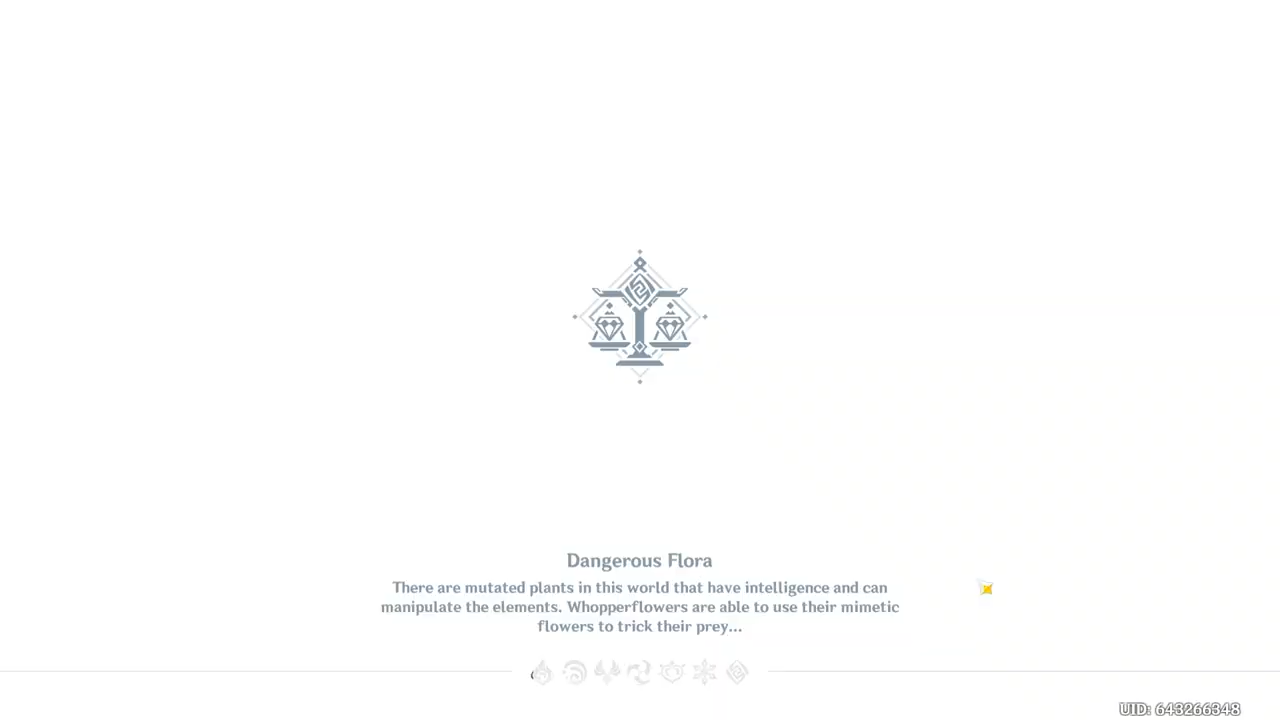 Dangerous Flora
There are mutated plants in this world that have intelligence and can
manipulate the elements. Whopperflowers are able to use their mimetic
flowers to trick their prey...
UID: 643266348